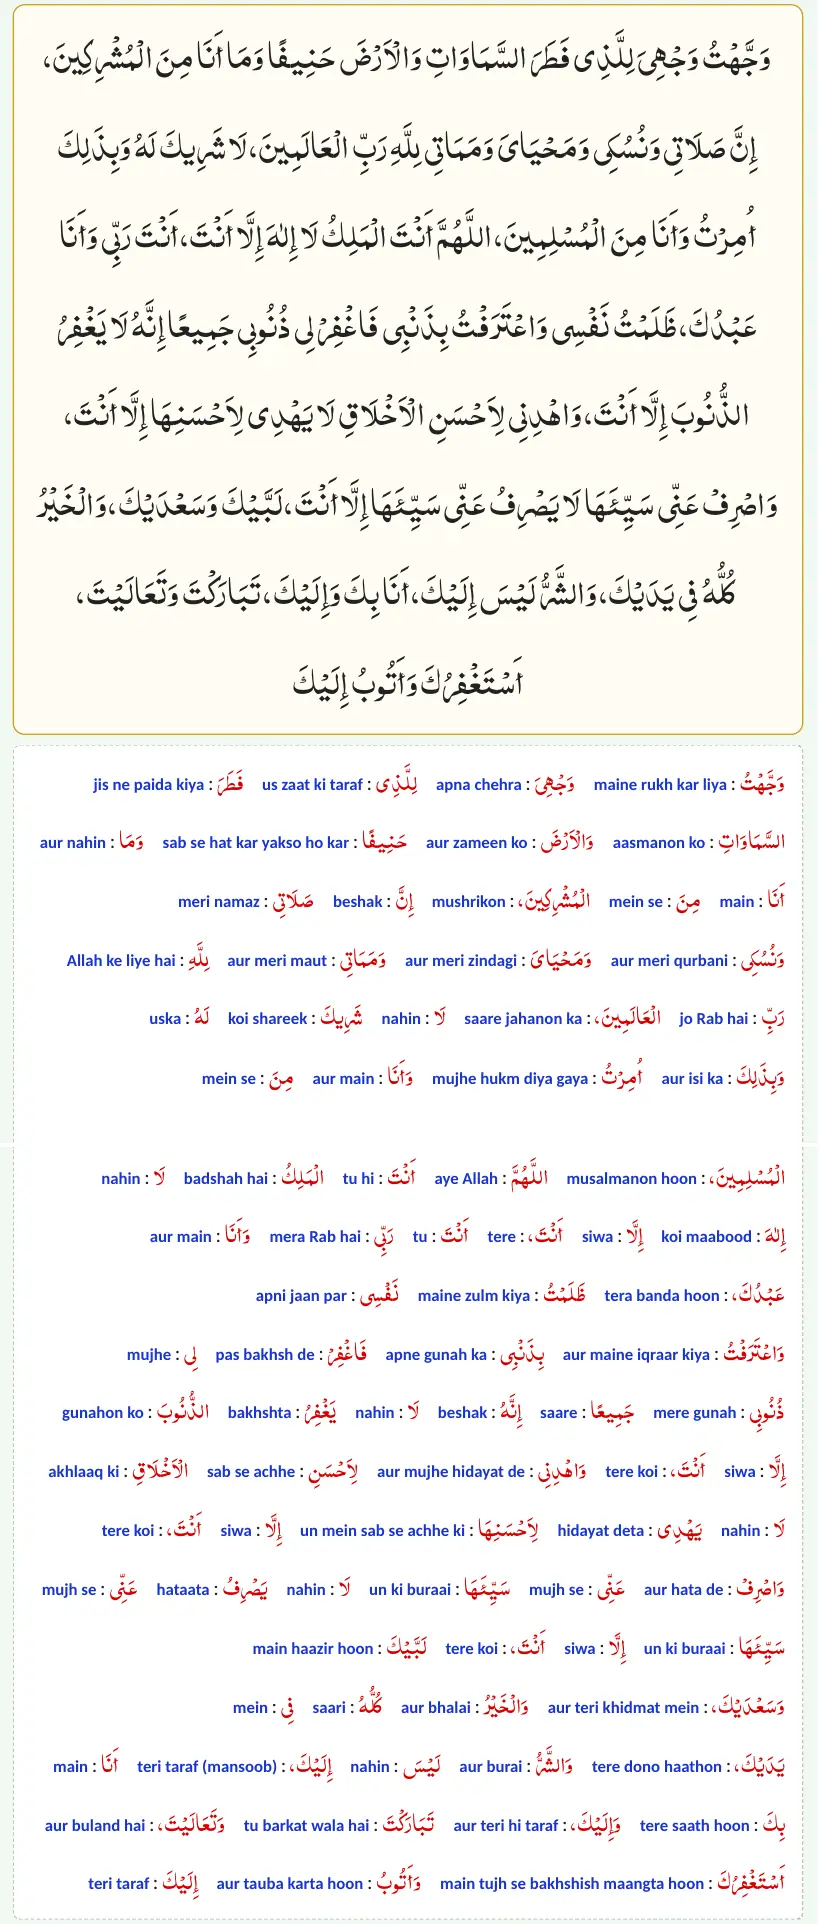 وَجَّهْتُ وَجْهِيَ لِلَّذِى فَطَرَ السَّمَاوَاتِ وَالْاَرْضَ حَنِيفًا وَمَا اَنَا مِنَ الْمُشْرِكِينَ،
إِنَّ صَلَاتِي وَنُسُكِى وَمَحْيَاىَ وَمَمَاتِي لِلَّهِ رَبِّ الْعَالَمِينَ، لَا شَرِيكَ لَهُ وَبِذَلِكَ
اُمِرْتُ وَاَنَا مِنَ الْمُسْلِمِينَ، اللَّهُمَّ اَنْتَ الْمَلِكُ لَا إِلٰهَ إِلَّا اَنْتَ، اَنْتَ رَبِّي وَاَنَا
عَبْدُكَ، ظَلَمْتُ نَفْسِى وَاعْتَرَفْتُ بِذَنْبِى فَاغْفِرْ لِى ذُنُوبِى جَمِيعًا إِنَّهُ لَا يَغْفِرُ
الذُّنُوبَ إِلَّا اَنْتَ، وَاهْدِنِي لِاَحْسَنِ الْاَخْلَاقِ لَا يَهْدِى لِاَحْسَنِهَا إِلَّا اَنْتَ،
وَاصْرِفْ عَنِّى سَيِّئَهَا لَا يَصْرِفُ عَنِّى سَيِّئَهَا إِلَّا اَنْتَ، لَبَّيْكَ وَسَعْدَيْكَ، وَالْخَيْرُ
كُلُّهُ فِي يَدَيْكَ، وَالشَّرُّ لَيْسَ إِلَيْكَ، اَنَا بِكَ وَإِلَيْكَ، تَبَارَكْتَ وَتَعَالَيْتَ،
اَسْتَغْفِرُكَ وَاَتُوبُ إِلَيْكَ
وَجَّهْتُ : maine rukh kar liya وَجْهِيَ : apna chehra لِلَّذِى : us zaat ki taraf فَطَرَ : jis ne paida kiya
السَّمَاوَاتِ : aasmanon ko وَالْاَرْضَ : aur zameen ko حَنِيفًا : sab se hat kar yakso ho kar وَمَا : aur nahin
اَنَا : main مِنَ : mein se الْمُشْرِكِينَ، : mushrikon إِنَّ : beshak صَلَاتِي : meri namaz
وَنُسُكِى : aur meri qurbani وَمَحْيَاىَ : aur meri zindagi وَمَمَاتِي : aur meri maut لِلَّهِ : Allah ke liye hai
رَبِّ : jo Rab hai الْعَالَمِينَ، : saare jahanon ka لَا : nahin شَرِيكَ : koi shareek لَهُ : uska
وَبِذَلِكَ : aur isi ka اُمِرْتُ : mujhe hukm diya gaya وَاَنَا : aur main مِنَ : mein se
الْمُسْلِمِينَ، : musalmanon hoon اللَّهُمَّ : aye Allah اَنْتَ : tu hi الْمَلِكُ : badshah hai لَا : nahin
إِلٰهَ : koi maabood إِلَّا : siwa اَنْتَ، : tere اَنْتَ : tu رَبِّي : mera Rab hai وَاَنَا : aur main
عَبْدُكَ، : tera banda hoon ظَلَمْتُ : maine zulm kiya نَفْسِى : apni jaan par
وَاعْتَرَفْتُ : aur maine iqraar kiya بِذَنْبِى : apne gunah ka فَاغْفِرْ : pas bakhsh de لِى : mujhe
ذُنُوبِى : mere gunah جَمِيعًا : saare إِنَّهُ : beshak لَا : nahin يَغْفِرُ : bakhshta الذُّنُوبَ : gunahon ko
إِلَّا : siwa اَنْتَ، : tere koi وَاهْدِنِي : aur mujhe hidayat de لِاَحْسَنِ : sab se achhe الْاَخْلَاقِ : akhlaaq ki
لَا : nahin يَهْدِى : hidayat deta لِاَحْسَنِهَا : un mein sab se achhe ki إِلَّا : siwa اَنْتَ، : tere koi
وَاصْرِفْ : aur hata de عَنِّى : mujh se سَيِّئَهَا : un ki buraai لَا : nahin يَصْرِفُ : hataata عَنِّى : mujh se
سَيِّئَهَا : un ki buraai إِلَّا : siwa اَنْتَ، : tere koi لَبَّيْكَ : main haazir hoon
وَسَعْدَيْكَ، : aur teri khidmat mein وَالْخَيْرُ : aur bhalai كُلُّهُ : saari فِي : mein
يَدَيْكَ، : tere dono haathon وَالشَّرُّ : aur burai لَيْسَ : nahin إِلَيْكَ، : teri taraf (mansoob) اَنَا : main
بِكَ : tere saath hoon وَإِلَيْكَ، : aur teri hi taraf تَبَارَكْتَ : tu barkat wala hai وَتَعَالَيْتَ، : aur buland hai
اَسْتَغْفِرُكَ : main tujh se bakhshish maangta hoon وَاَتُوبُ : aur tauba karta hoon إِلَيْكَ : teri taraf